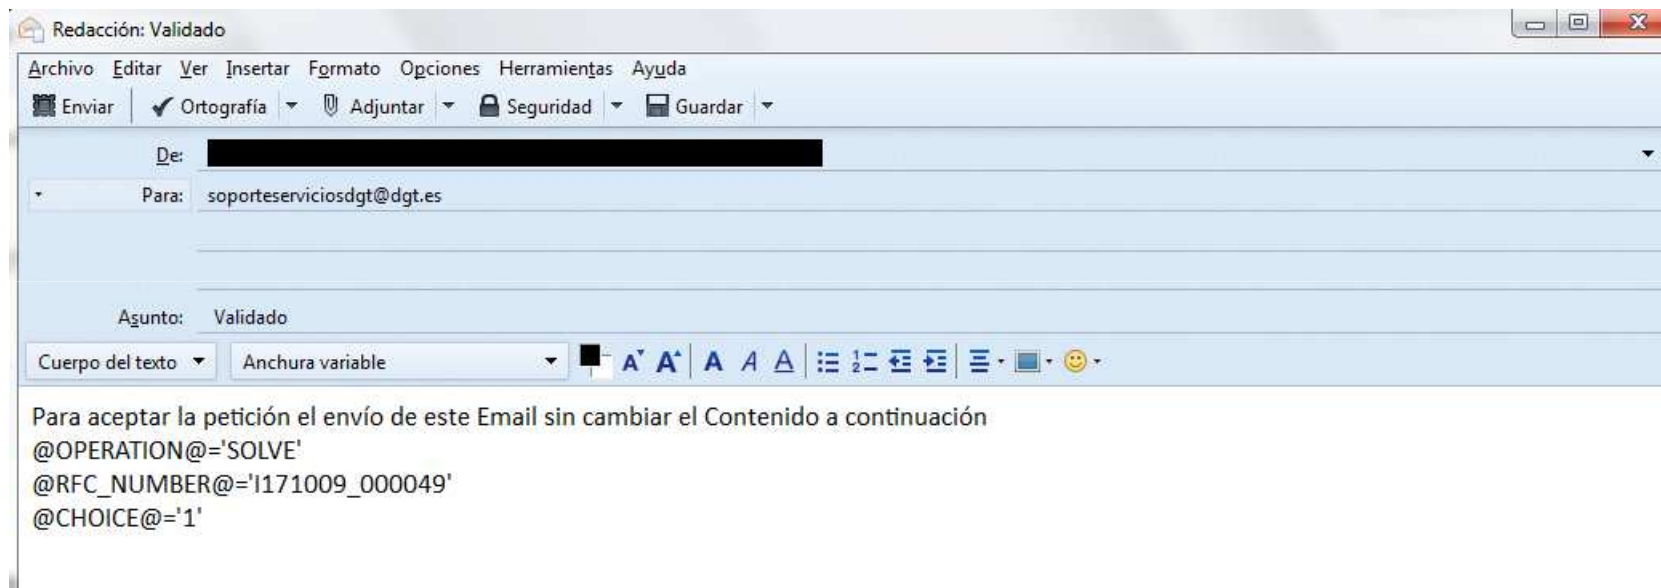 Redacción: Validado
Archivo Editar Ver Insertar Formato Opciones Herramientas Ayuda
Enviar Ortografía Adjuntar Seguridad Guardar
De:
Para: soporteserviciosdgt@dgt.es
Asunto: Validado
Cuerpo del texto Anchura variable
Para aceptar la petición el envío de este Email sin cambiar el Contenido a continuación
@OPERATION@='SOLVE'
@RFC_NUMBER@='I171009_000049'
@CHOICE@='1'